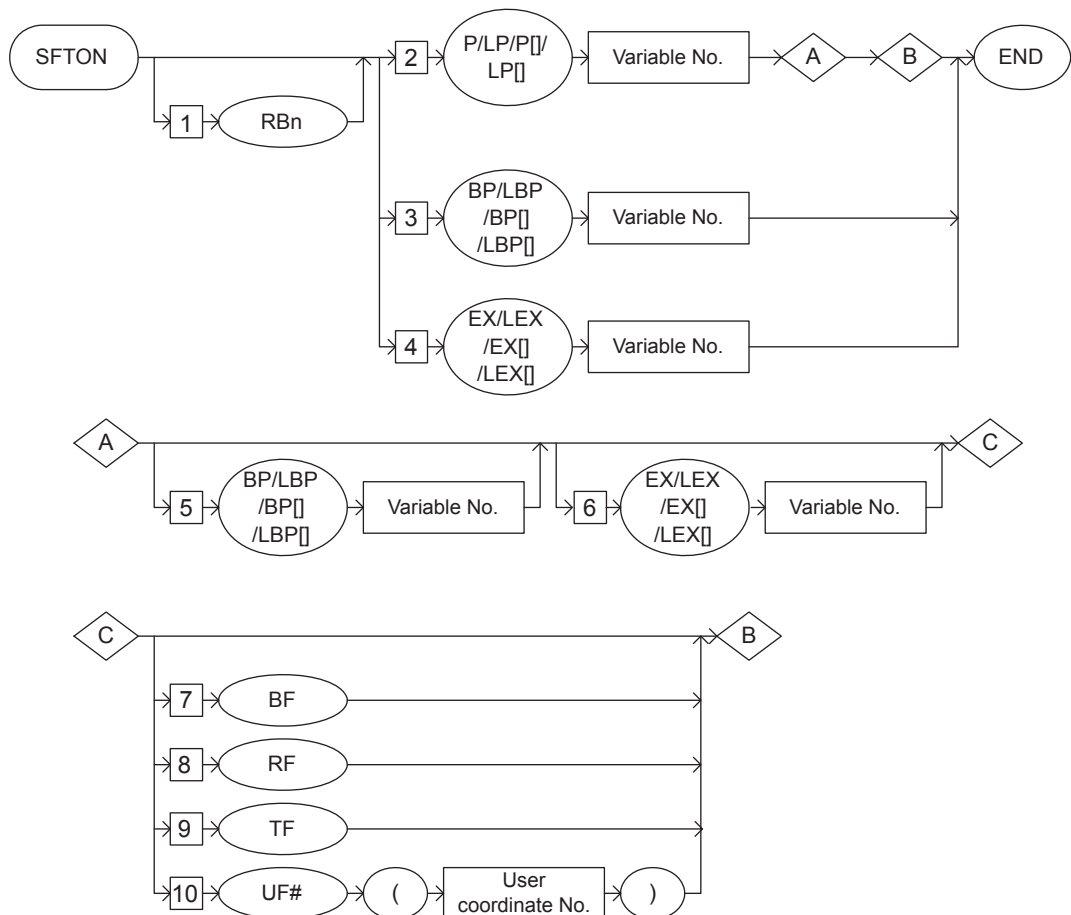 SFTON
2
P/LP/P[]/
LP[]
Variable No.
A
B
END
1
RBn
3
BP/LBP
/BP[]
/LBP[]
Variable No.
4
EX/LEX
/EX[]
/LEX[]
Variable No.
A
C
5
BP/LBP
/BP[]
/LBP[]
Variable No.
6
EX/LEX
/EX[]
/LEX[]
Variable No.
C
B
7
BF
8
RF
9
TF
10
UF#
(
User
coordinate No.
)